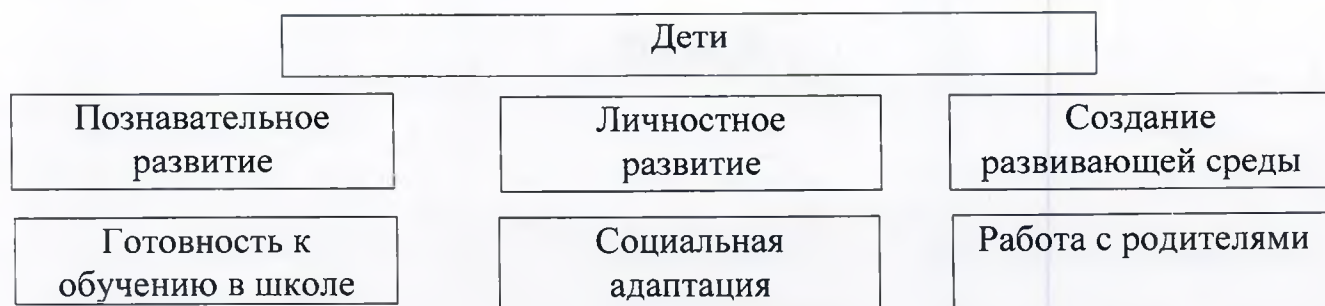 Дети
Познавательное
развитие
Личностное
развитие
Создание
развивающей среды
Готовность к
обучению в школе
Социальная
адаптация
Работа с родителями